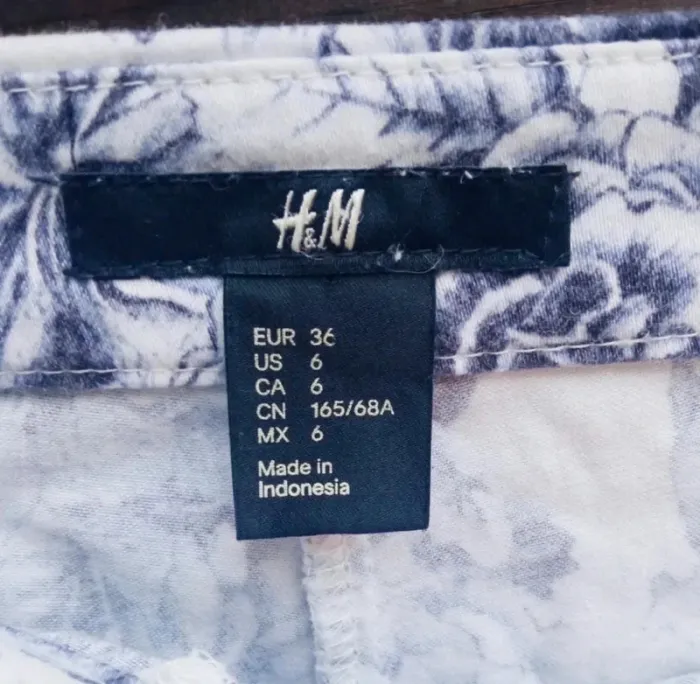 H&M
EUR 36
US 6
CA 6
CN 165/68A
MX 6
Made in
Indonesia